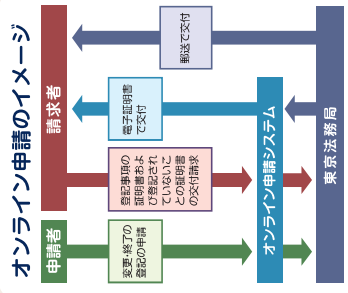 オンライン申請のイメージ
請求者
申請者
郵送で交付
電子証明書
で交付
登記事項の
証明書およ
び登記され
ていないこ
との証明書
の交付請求
変更・終了の
登記の申請
オンライン申請システム
東京法務局